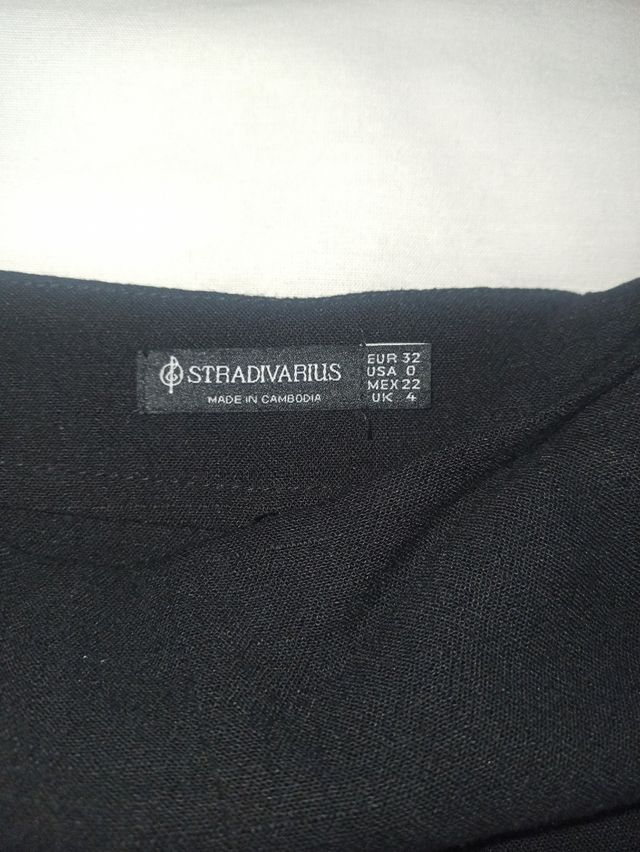 STRADIVARIUS
MADE IN CAMBODIA
EUR 32
USA 0
MEX 22
UK 4